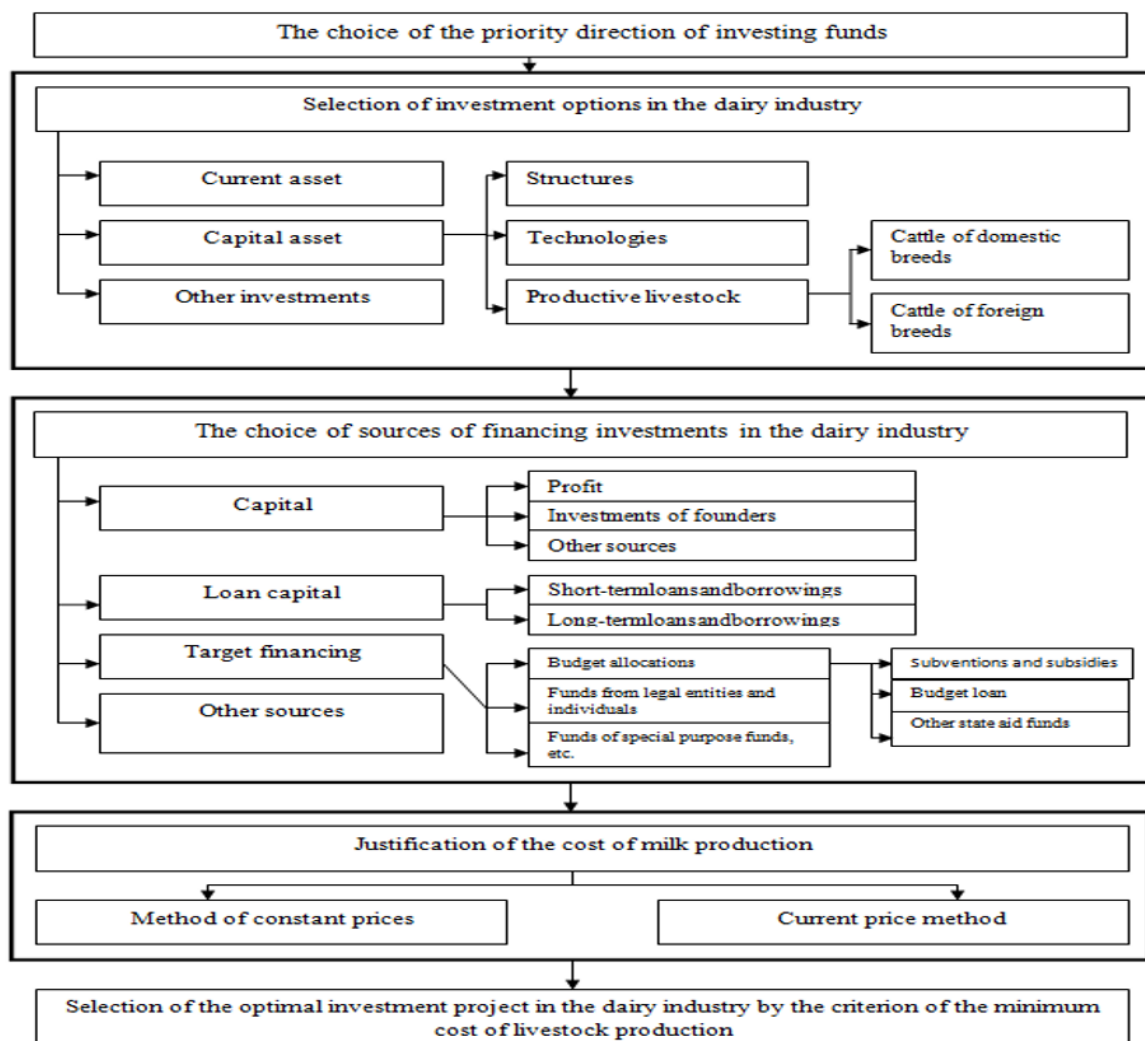 The choice of the priority direction of investing funds
Selection of investment options in the dairy industry
Current asset
Structures
Capital asset
Technologies
Cattle of domestic
breeds
Other investments
Productive livestock
Cattle of foreign
breeds
The choice of sources of financing investments in the dairy industry
Capital
Profit
Investments of founders
Other sources
Loan capital
Short-termloansandborrowings
Long-termloansandborrowings
Target financing
Budget allocations
Subventions and subsidies
Funds from legal entities and
individuals
Budget loan
Other sources
Other state aid funds
Funds of special purpose funds,
etc.
Justification of the cost of milk production
Method of constant prices
Current price method
Selection of the optimal investment project in the dairy industry by the criterion of the minimum
cost of livestock production